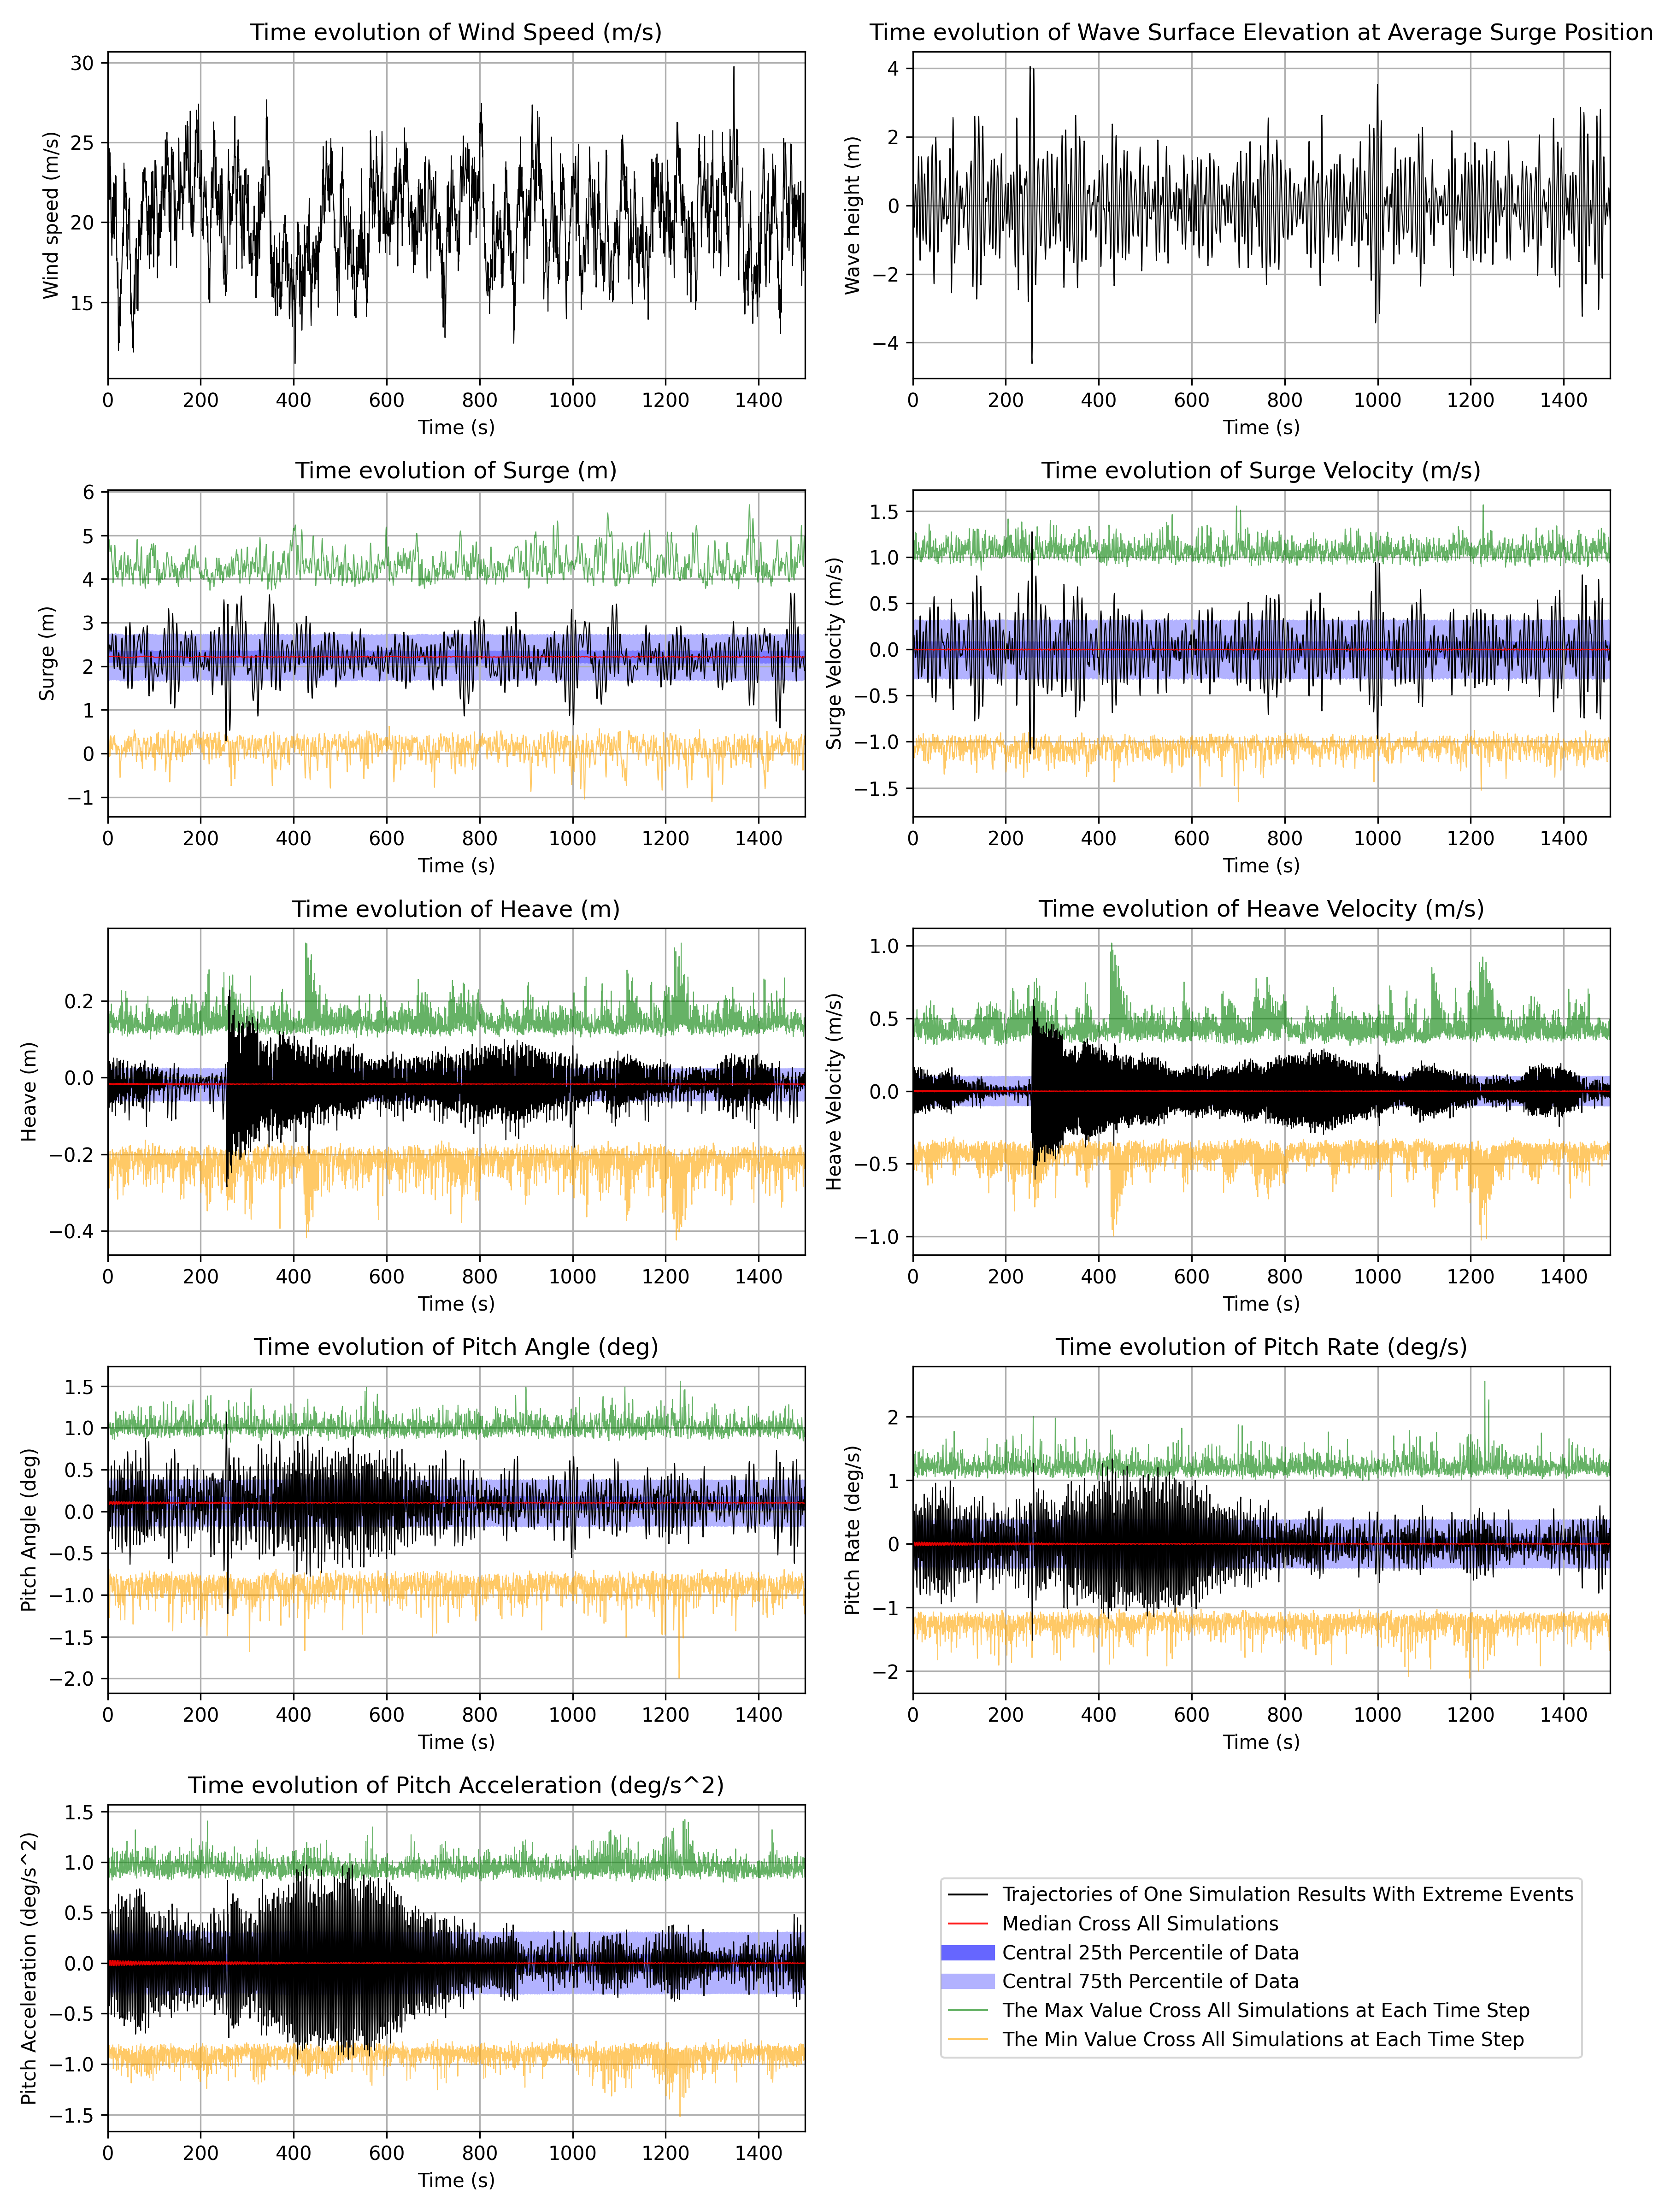 Time evolution of Wind Speed (m/s)
30
25
20
15
Wind speed (m/s)
0 200 400 600 800 1000 1200 1400
Time (s)
Time evolution of Wave Surface Elevation at Average Surge Position
4
2
0
−2
−4
Wave height (m)
0 200 400 600 800 1000 1200 1400
Time (s)
Time evolution of Surge (m)
6
5
4
3
2
1
0
−1
Surge (m)
0 200 400 600 800 1000 1200 1400
Time (s)
Time evolution of Surge Velocity (m/s)
1.5
1.0
0.5
0.0
−0.5
−1.0
−1.5
Surge Velocity (m/s)
0 200 400 600 800 1000 1200 1400
Time (s)
Time evolution of Heave (m)
0.2
0.0
−0.2
−0.4
Heave (m)
0 200 400 600 800 1000 1200 1400
Time (s)
Time evolution of Heave Velocity (m/s)
1.0
0.5
0.0
−0.5
−1.0
Heave Velocity (m/s)
0 200 400 600 800 1000 1200 1400
Time (s)
Time evolution of Pitch Angle (deg)
1.5
1.0
0.5
0.0
−0.5
−1.0
−1.5
−2.0
Pitch Angle (deg)
0 200 400 600 800 1000 1200 1400
Time (s)
Time evolution of Pitch Rate (deg/s)
2
1
0
−1
−2
Pitch Rate (deg/s)
0 200 400 600 800 1000 1200 1400
Time (s)
Time evolution of Pitch Acceleration (deg/s^2)
1.5
1.0
0.5
0.0
−0.5
−1.0
−1.5
Pitch Acceleration (deg/s^2)
0 200 400 600 800 1000 1200 1400
Time (s)
Trajectories of One Simulation Results With Extreme Events
Median Cross All Simulations
Central 25th Percentile of Data
Central 75th Percentile of Data
The Max Value Cross All Simulations at Each Time Step
The Min Value Cross All Simulations at Each Time Step